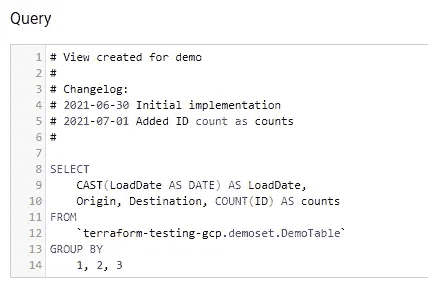 Query
1 # View created for demo
2 #
3 # Changelog:
4 # 2021-06-30 Initial implementation
5 # 2021-07-01 Added ID count as counts
6 #
7
8 SELECT
9     CAST(LoadDate AS DATE) AS LoadDate,
10     Origin, Destination, COUNT(ID) AS counts
11 FROM
12     `terraform-testing-gcp.demoset.DemoTable`
13 GROUP BY
14     1, 2, 3